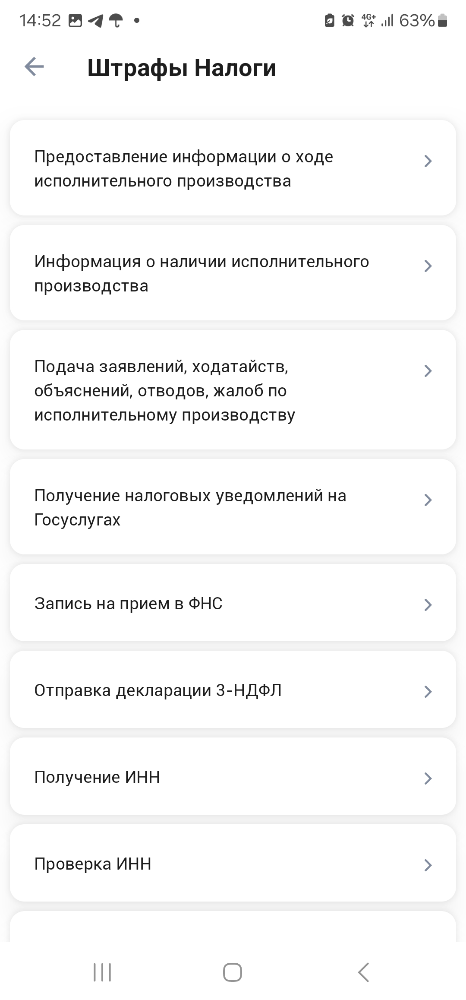 14:52
4G+
63%
Штрафы Налоги
Предоставление информации о ходе
исполнительного производства
Информация о наличии исполнительного
производства
Подача заявлений, ходатайств,
объяснений, отводов, жалоб по
исполнительному производству
Получение налоговых уведомлений на
Госуслугах
Запись на прием в ФНС
Отправка декларации 3-НДФЛ
Получение ИНН
Проверка ИНН